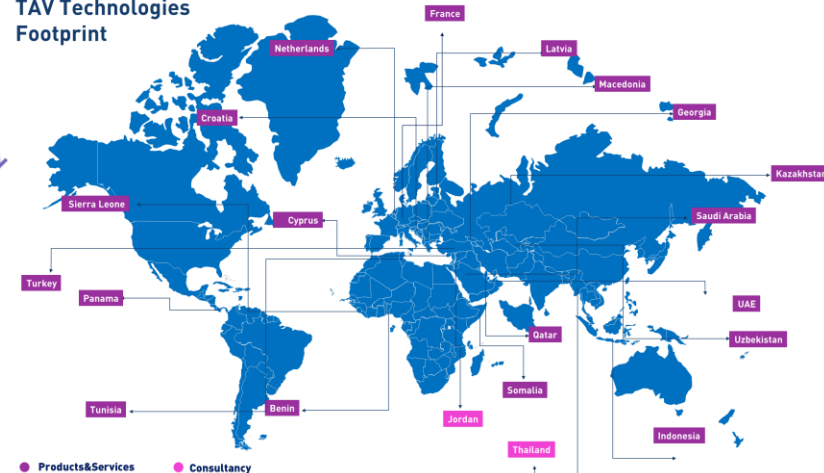 TAV Technologies
Footprint
France
Netherlands
Latvia
Macedonia
Croatia
Georgia
Kazakhstan
Sierra Leone
Cyprus
Saudi Arabia
Turkey
Panama
UAE
Qatar
Uzbekistan
Somalia
Tunisia
Benin
Jordan
Indonesia
Thailand
Products&Services
Consultancy